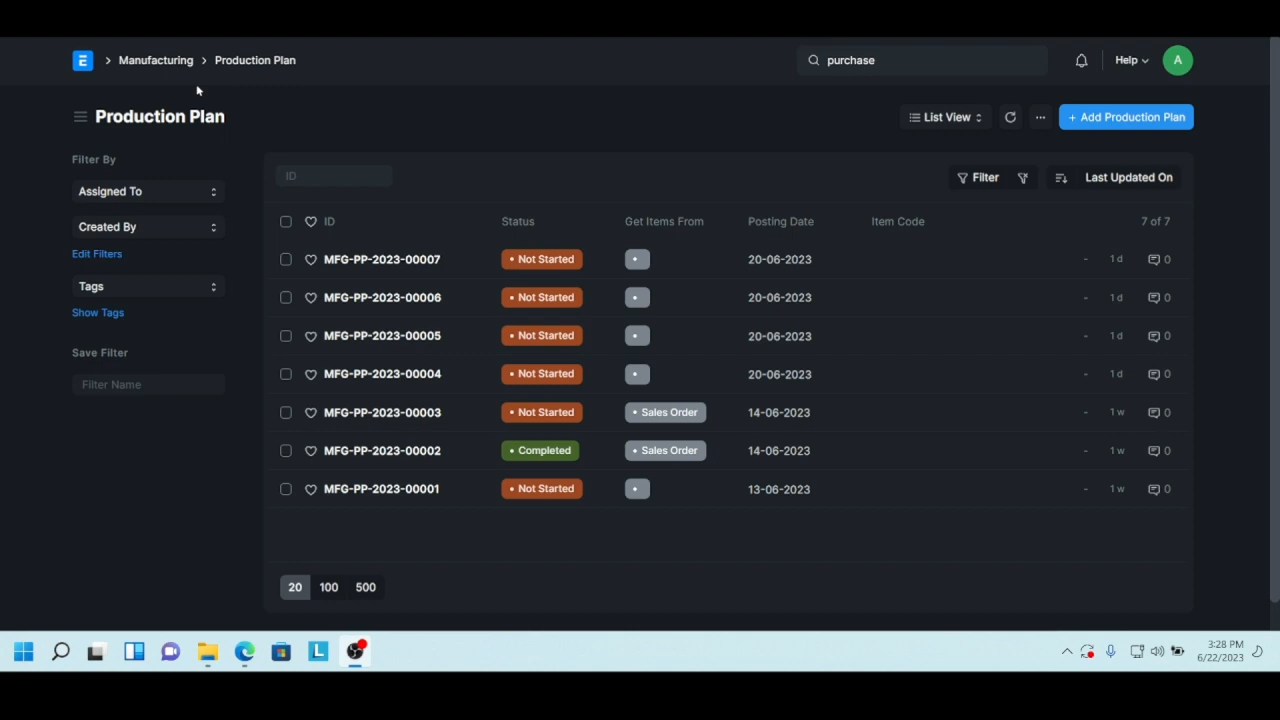 E > Manufacturing > Production Plan
purchase
Help
A
Production Plan
List View
...
+ Add Production Plan
Filter By
Assigned To
Created By
Edit Filters
Tags
Show Tags
Save Filter
Filter Name
ID
Filter
Last Updated On
ID Status Get Items From Posting Date Item Code 7 of 7
MFG-PP-2023-00007 • Not Started • 20-06-2023 - 1 d 0
MFG-PP-2023-00006 • Not Started • 20-06-2023 - 1 d 0
MFG-PP-2023-00005 • Not Started • 20-06-2023 - 1 d 0
MFG-PP-2023-00004 • Not Started • 20-06-2023 - 1 d 0
MFG-PP-2023-00003 • Not Started • Sales Order 14-06-2023 - 1 w 0
MFG-PP-2023-00002 • Completed • Sales Order 14-06-2023 - 1 w 0
MFG-PP-2023-00001 • Not Started • 13-06-2023 - 1 w 0
20 100 500
L
3:28 PM
6/22/2023